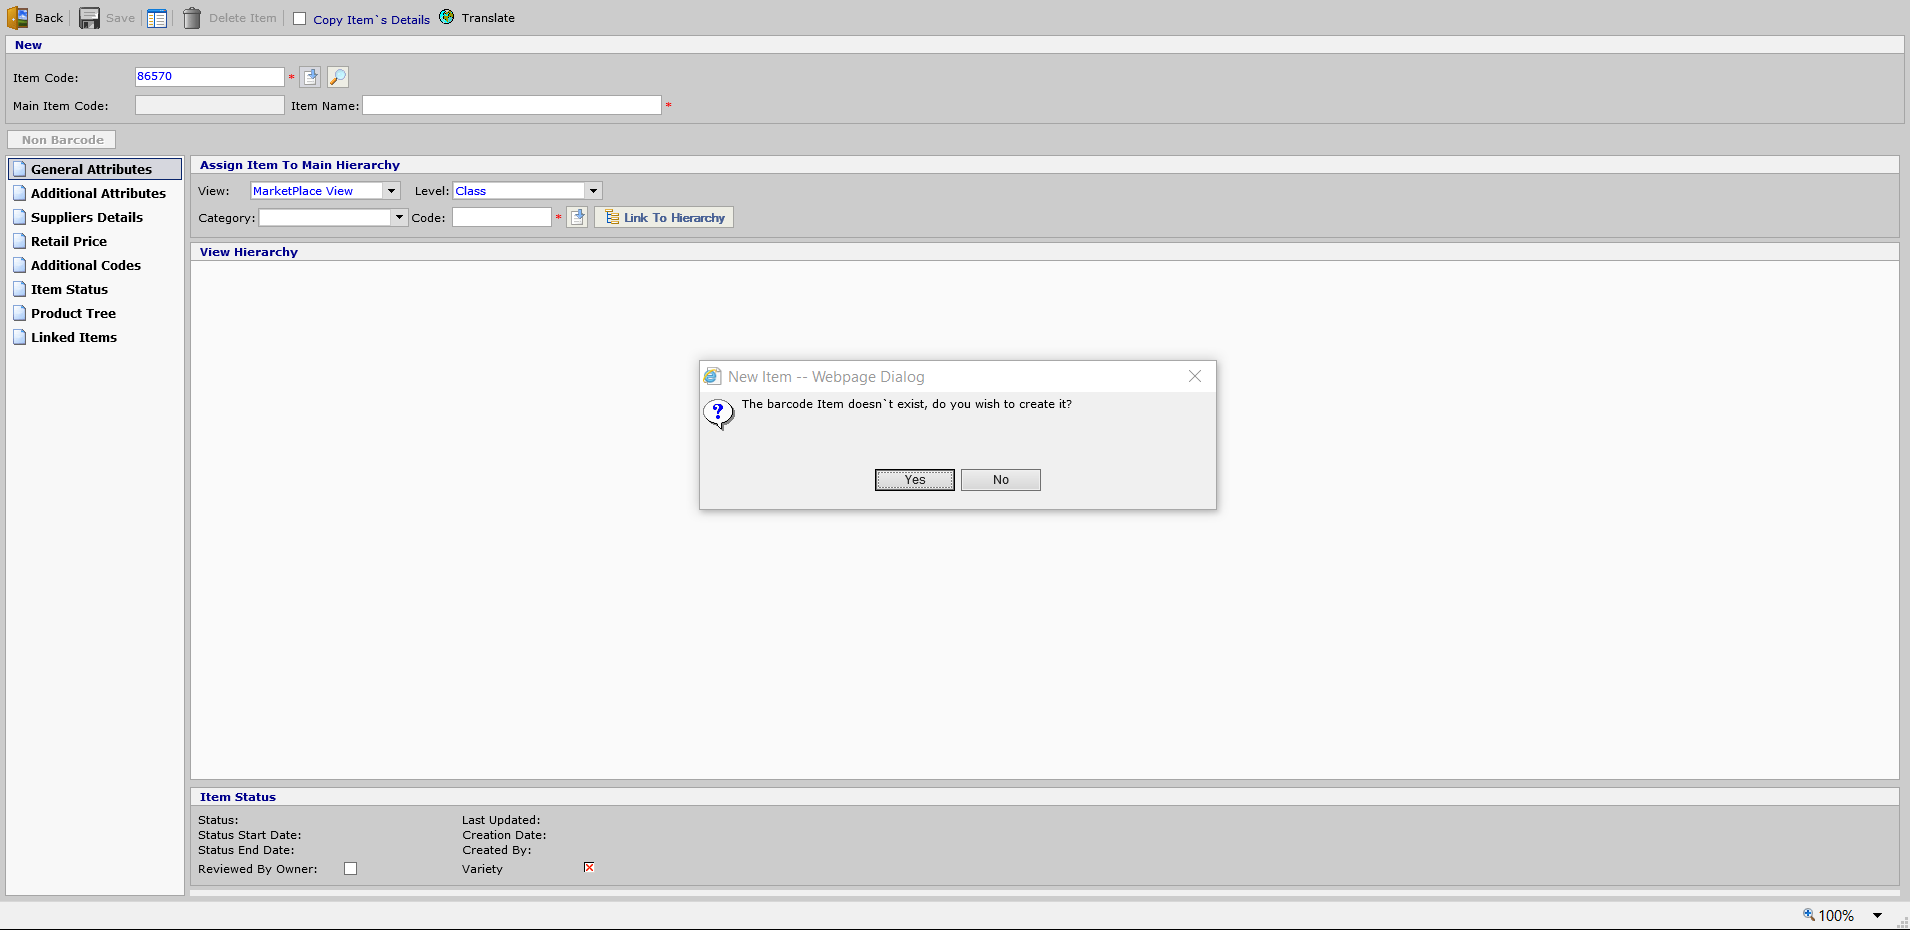 Back Save Delete Item Copy Item`s Details Translate
New
Item Code: 86570 *
Main Item Code: Item Name: *
Non Barcode
General Attributes
Additional Attributes
Suppliers Details
Retail Price
Additional Codes
Item Status
Product Tree
Linked Items
Assign Item To Main Hierarchy
View: MarketPlace View Level: Class
Category: Code: * Link To Hierarchy
View Hierarchy
New Item -- Webpage Dialog
The barcode Item doesn`t exist, do you wish to create it?
Yes No
Item Status
Status: Last Updated:
Status Start Date: Creation Date:
Status End Date: Created By:
Reviewed By Owner: Variety
100%